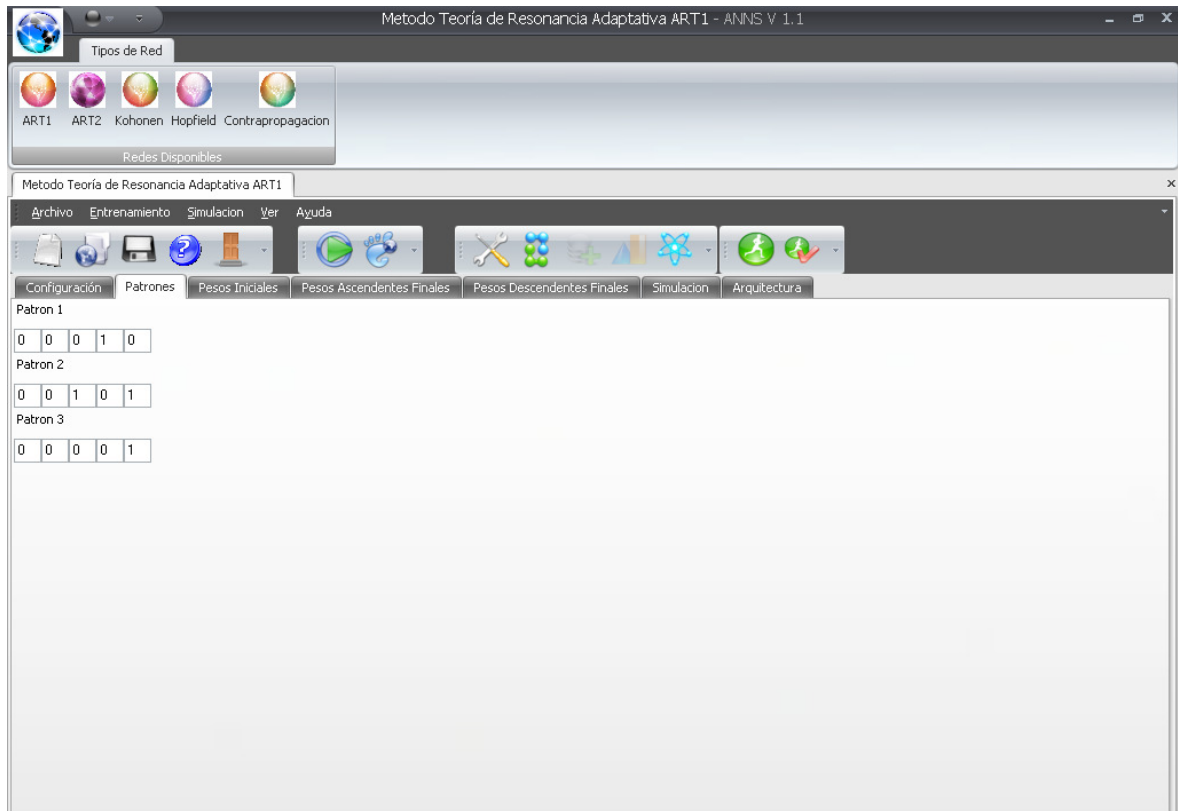 Metodo Teoría de Resonancia Adaptativa ART1 - ANNS V 1.1
Tipos de Red
ART1 ART2 Kohonen Hopfield Contrapropagacion
Redes Disponibles
Metodo Teoría de Resonancia Adaptativa ART1
Archivo Entrenamiento Simulacion Ver Ayuda
Configuración Patrones Pesos Iniciales Pesos Ascendentes Finales Pesos Descendentes Finales Simulacion Arquitectura
Patron 1
0 0 0 1 0
Patron 2
0 0 1 0 1
Patron 3
0 0 0 0 1